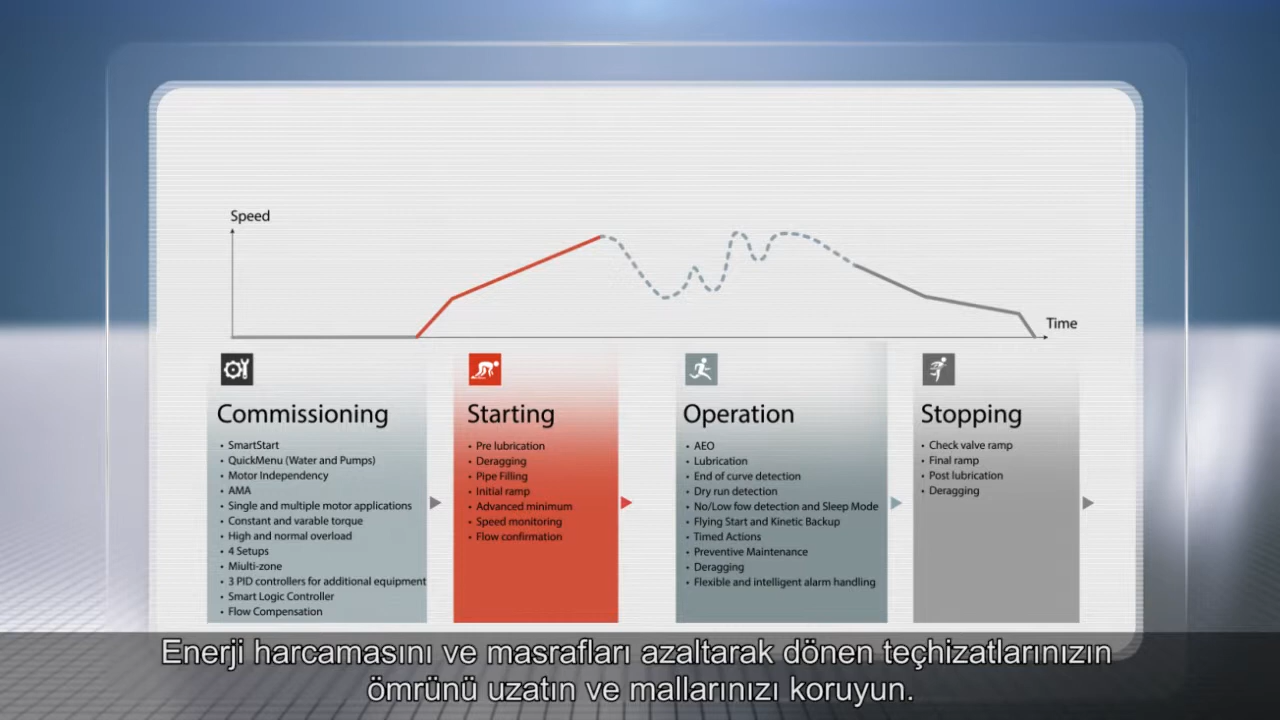 Speed
Time
Commissioning
• SmartStart
• QuickMenu (Water and Pumps)
• Motor Independency
• AMA
• Single and multiple motor applications
• Constant and varable torque
• High and normal overload
• 4 Setups
• Miulti-zone
• 3 PID controllers for additional equipment
• Smart Logic Controller
• Flow Compensation
Starting
• Pre lubrication
• Deragging
• Pipe Filling
• Initial ramp
• Advanced minimum
• Speed monitoring
• Flow confirmation
Operation
• AEO
• Lubrication
• End of curve detection
• Dry run detection
• No/Low fow detection and Sleep Mode
• Flying Start and Kinetic Backup
• Timed Actions
• Preventive Maintenance
• Deragging
• Flexible and intelligent alarm handling
Stopping
• Check valve ramp
• Final ramp
• Post lubrication
• Deragging
Enerji harcamasını ve masrafları azaltarak dönen teçhizatlarınızın
ömrünü uzatın ve mallarınızı koruyun.